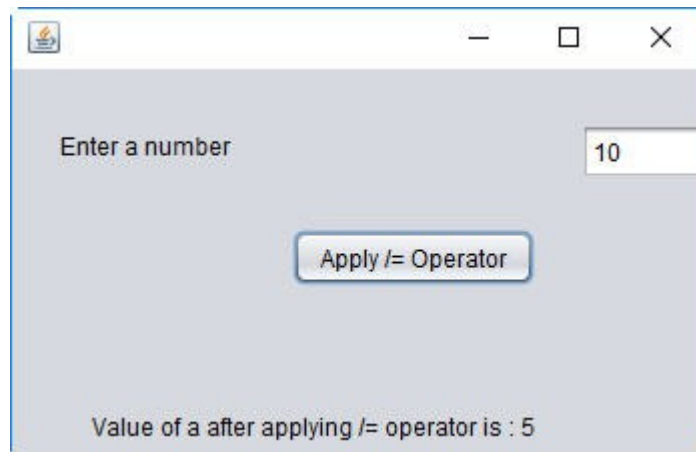 Enter a number
10
Apply /= Operator
Value of a after applying /= operator is : 5